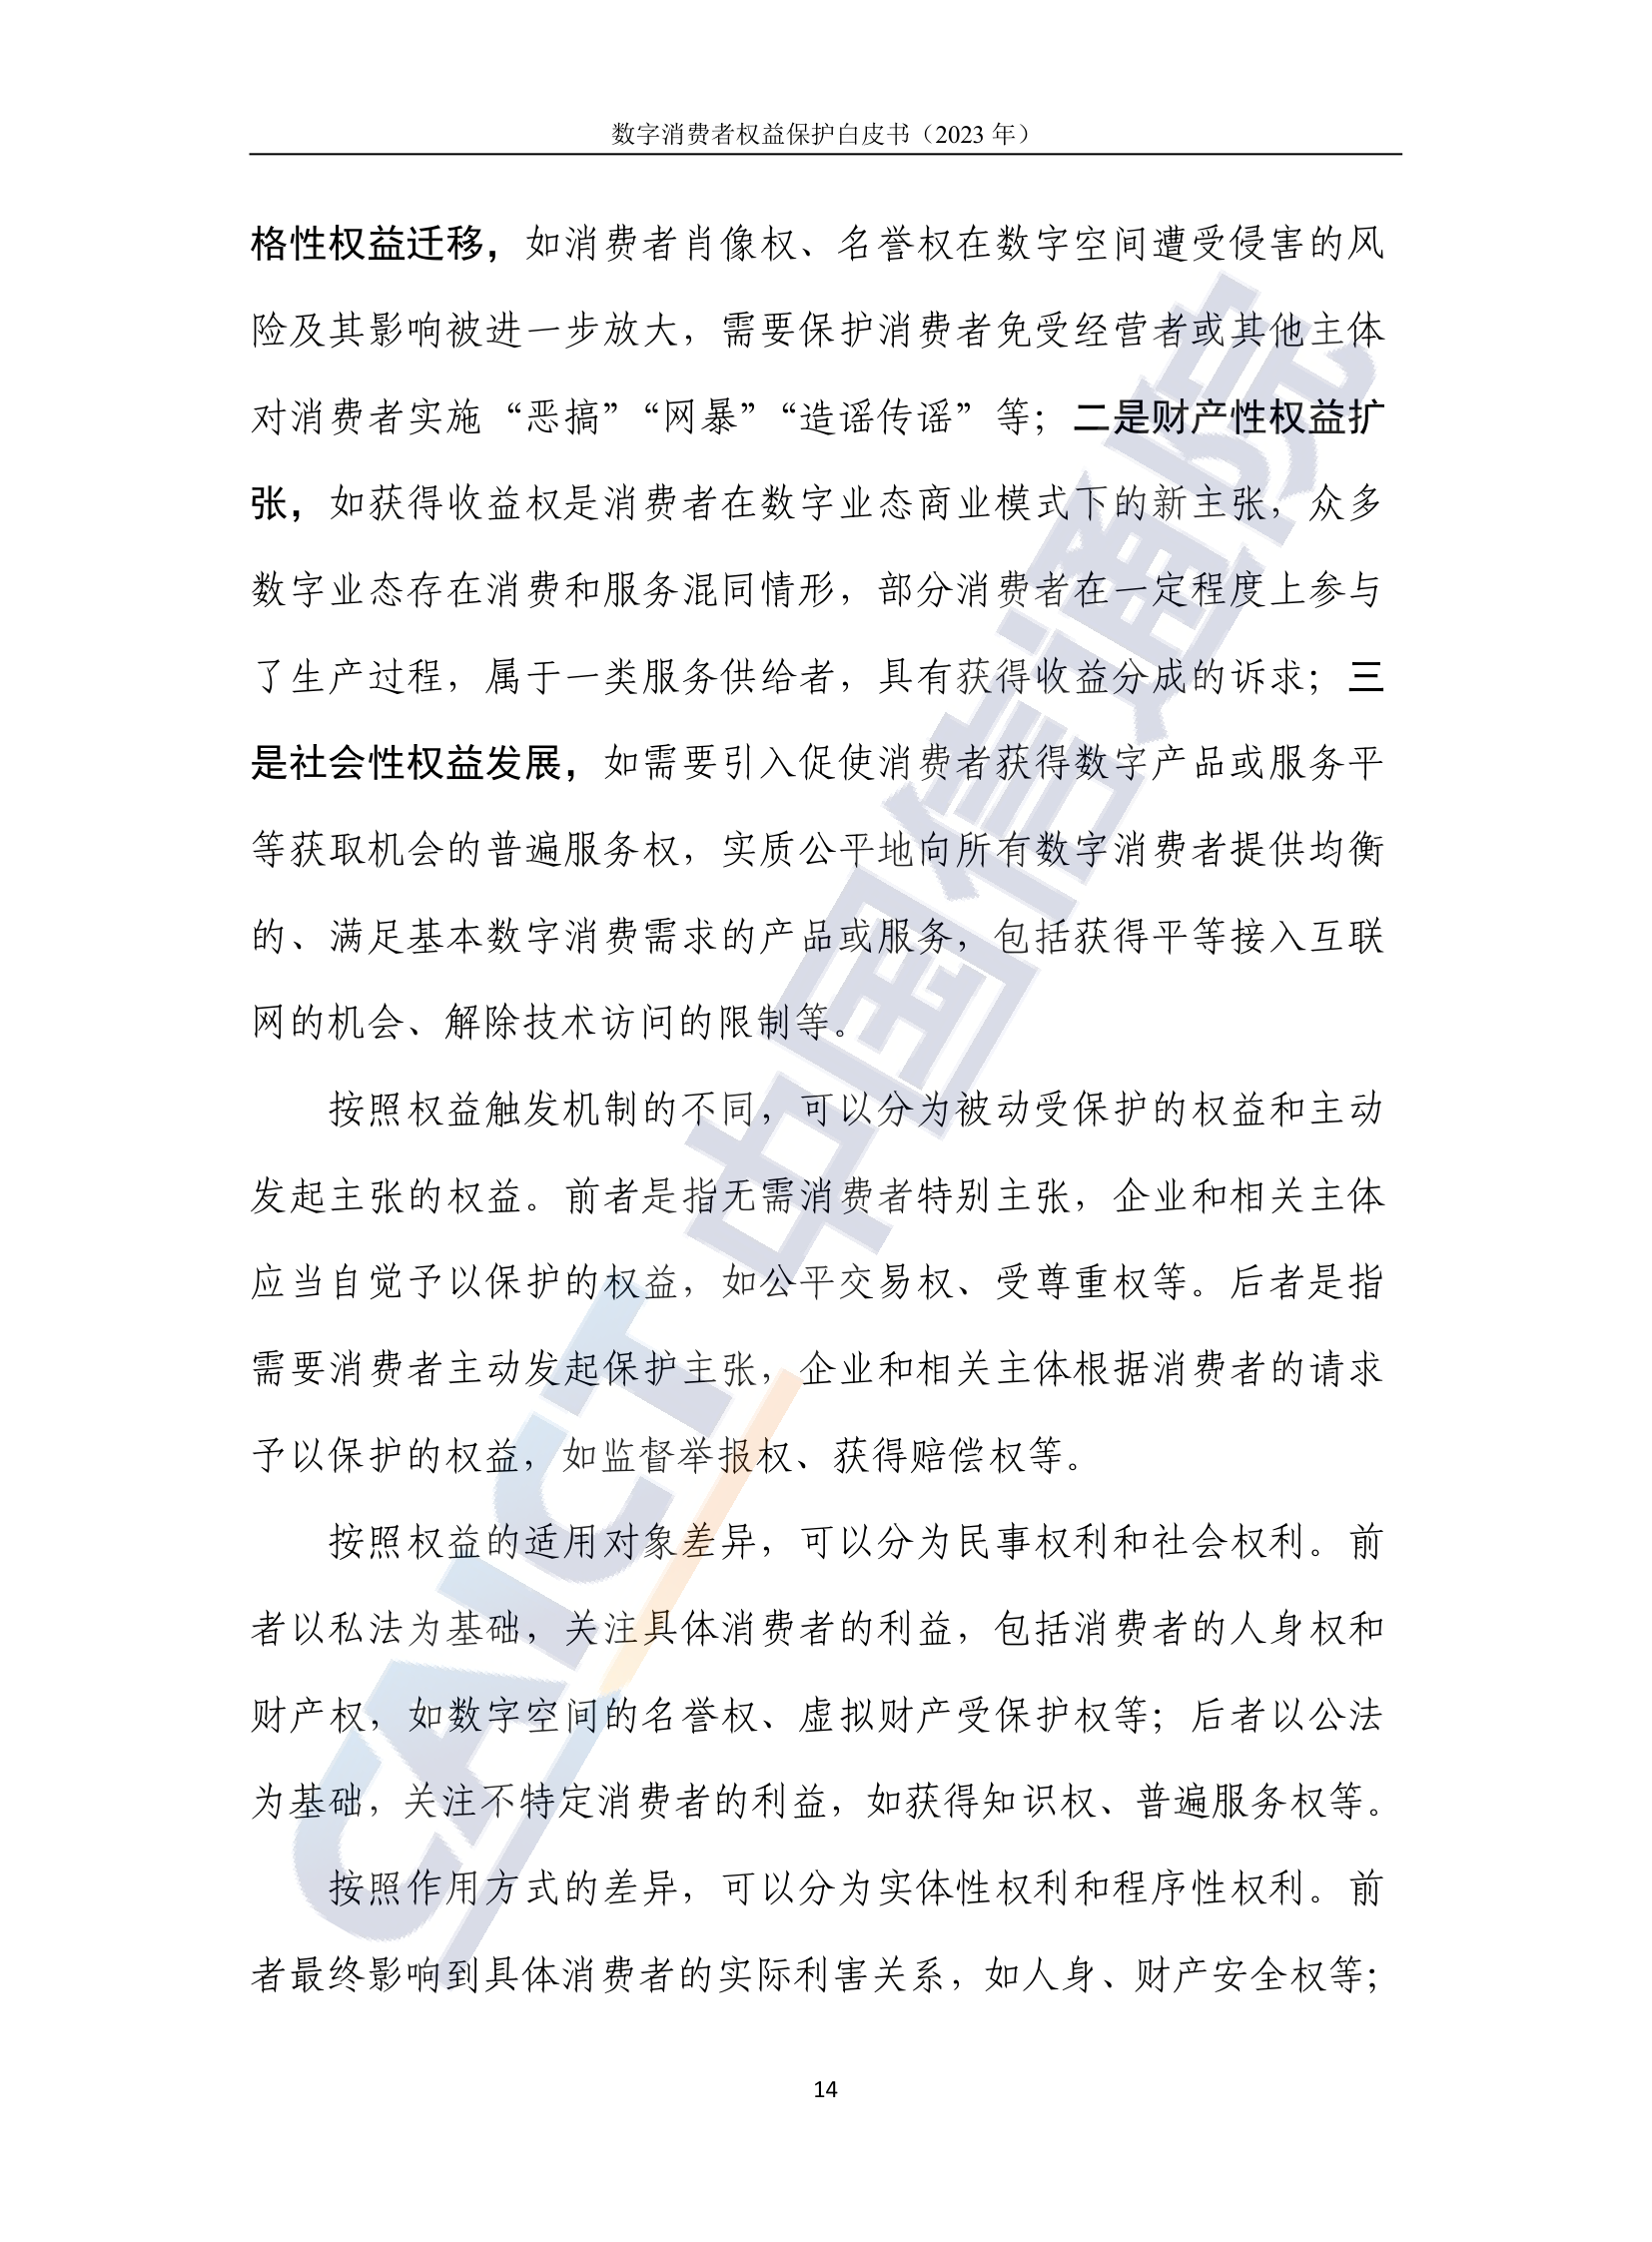 数字消费者权益保护白皮书（2023 年）
格性权益迁移，如消费者肖像权、名誉权在数字空间遭受侵害的风
险及其影响被进一步放大，需要保护消费者免受经营者或其他主体
对消费者实施“恶搞”“网暴”“造谣传谣”等；二是财产性权益扩
张，如获得收益权是消费者在数字业态商业模式下的新主张，众多
数字业态存在消费和服务混同情形，部分消费者在一定程度上参与
了生产过程，属于一类服务供给者，具有获得收益分成的诉求；三
是社会性权益发展，如需要引入促使消费者获得数字产品或服务平
等获取机会的普遍服务权，实质公平地向所有数字消费者提供均衡
的、满足基本数字消费需求的产品或服务，包括获得平等接入互联
网的机会、解除技术访问的限制等。
按照权益触发机制的不同，可以分为被动受保护的权益和主动
发起主张的权益。前者是指无需消费者特别主张，企业和相关主体
应当自觉予以保护的权益，如公平交易权、受尊重权等。后者是指
需要消费者主动发起保护主张，企业和相关主体根据消费者的请求
予以保护的权益，如监督举报权、获得赔偿权等。
按照权益的适用对象差异，可以分为民事权利和社会权利。前
者以私法为基础，关注具体消费者的利益，包括消费者的人身权和
财产权，如数字空间的名誉权、虚拟财产受保护权等；后者以公法
为基础，关注不特定消费者的利益，如获得知识权、普遍服务权等。
按照作用方式的差异，可以分为实体性权利和程序性权利。前
者最终影响到具体消费者的实际利害关系，如人身、财产安全权等；
14
CAICT 中国信通院